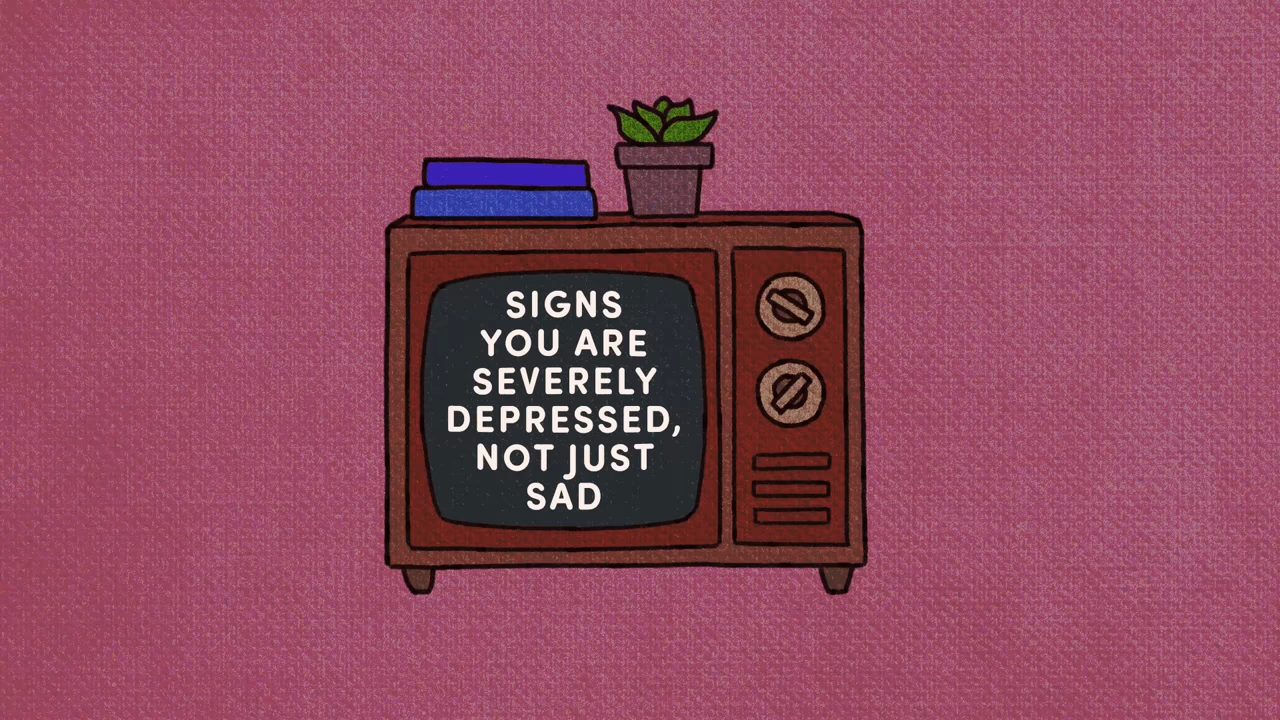 SIGNS
YOU ARE
SEVERELY
DEPRESSED,
NOT JUST
SAD